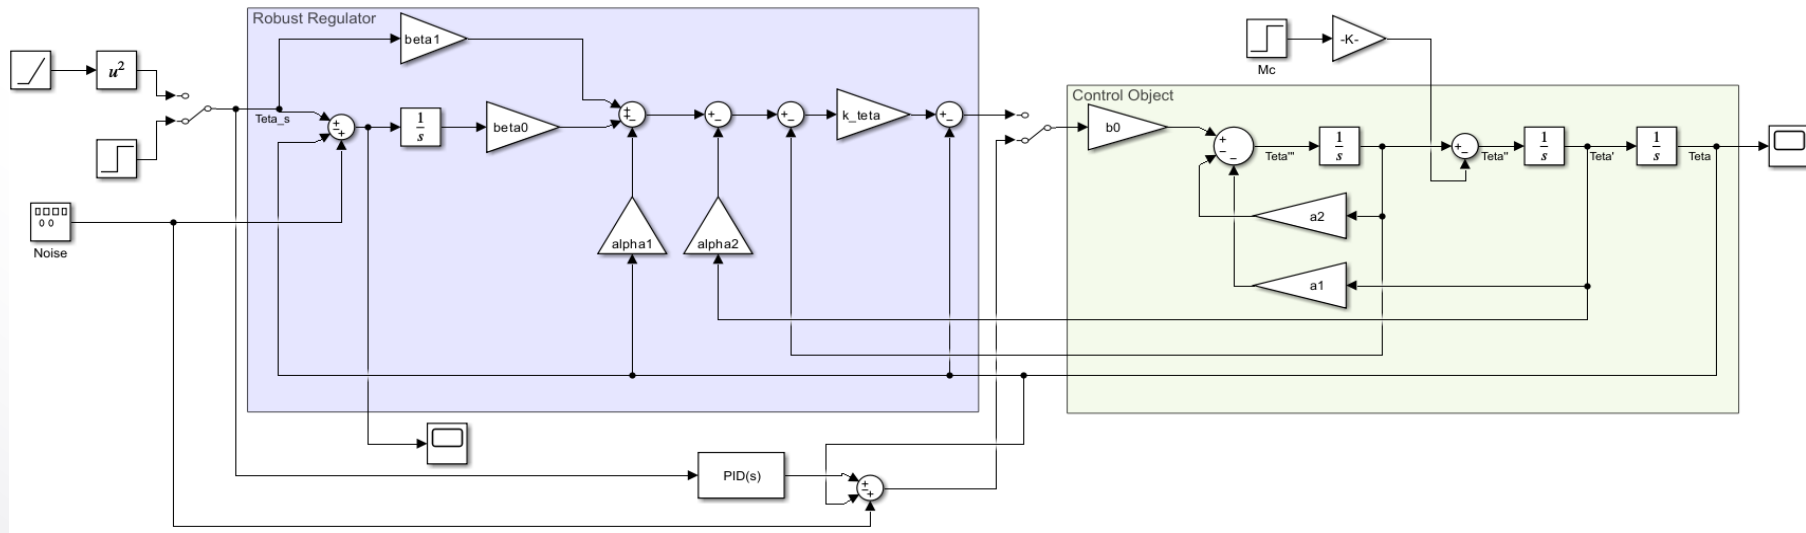 Robust Regulator
beta1
-K-
Mc
u²
Control Object
Teta_s
1
s
beta0
k_teta
b0
Teta'''
1
s
Teta''
1
s
Teta'
1
s
Teta
a2
Noise
alpha1
alpha2
a1
PID(s)